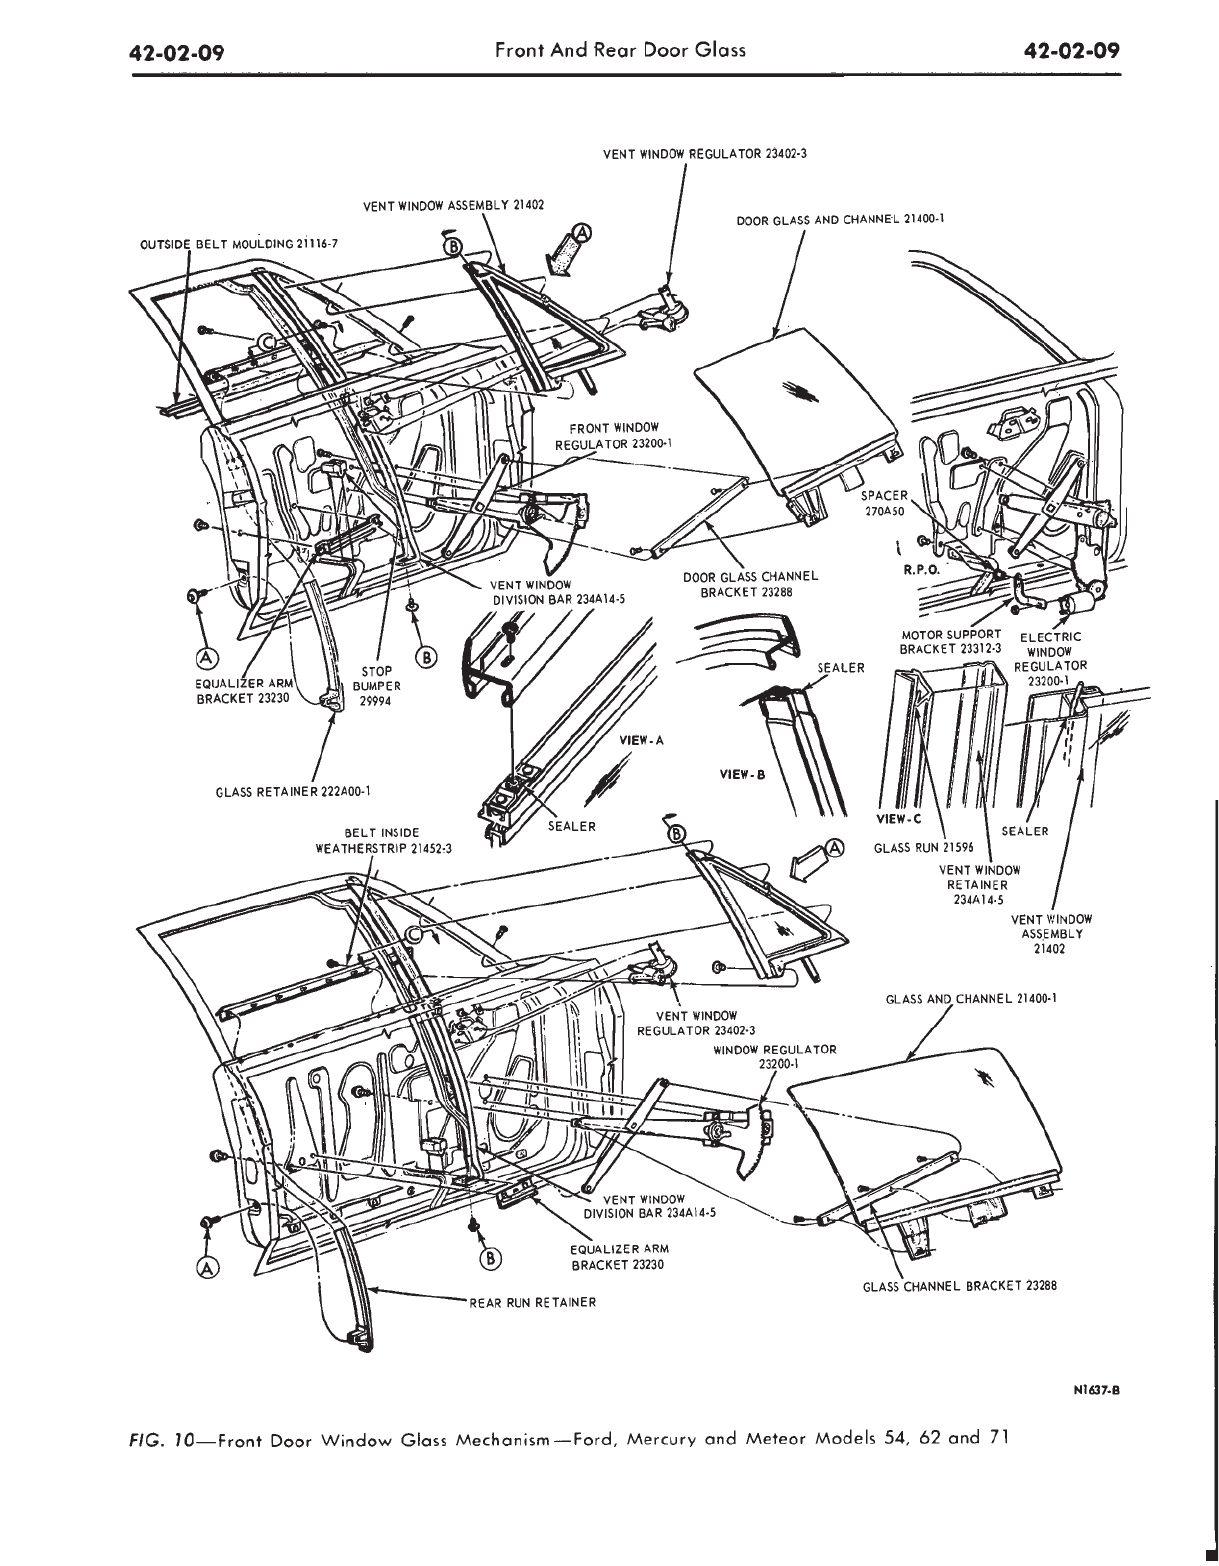 42-02-09 Front And Rear Door Glass 42-02-09
VENT WINDOW REGULATOR 23402-3
VENT WINDOW ASSEMBLY 21402
DOOR GLASS AND CHANNEL 21400-1
OUTSIDE BELT MOULDING 21116-7
B
A
C
FRONT WINDOW
REGULATOR 23200-1
SPACER
270A50
R.P.O.
VENT WINDOW
DIVISION BAR 234A14-5
DOOR GLASS CHANNEL
BRACKET 23288
MOTOR SUPPORT
BRACKET 23312-3
ELECTRIC
WINDOW
REGULATOR
23200-1
A
B
EQUALIZER ARM
BRACKET 23230
STOP
BUMPER
29994
SEALER
VIEW-A
VIEW-B
GLASS RETAINER 222A00-1
SEALER
VIEW-C
SEALER
GLASS RUN 21596
VENT WINDOW
RETAINER
234A14-5
VENT WINDOW
ASSEMBLY
21402
BELT INSIDE
WEATHERSTRIP 21452-3
B
A
C
GLASS AND CHANNEL 21400-1
VENT WINDOW
REGULATOR 23402-3
WINDOW REGULATOR
23200-1
VENT WINDOW
DIVISION BAR 234A14-5
A
B
EQUALIZER ARM
BRACKET 23230
GLASS CHANNEL BRACKET 23288
REAR RUN RETAINER
N1637-B
FIG. 10—Front Door Window Glass Mechanism—Ford, Mercury and Meteor Models 54, 62 and 71